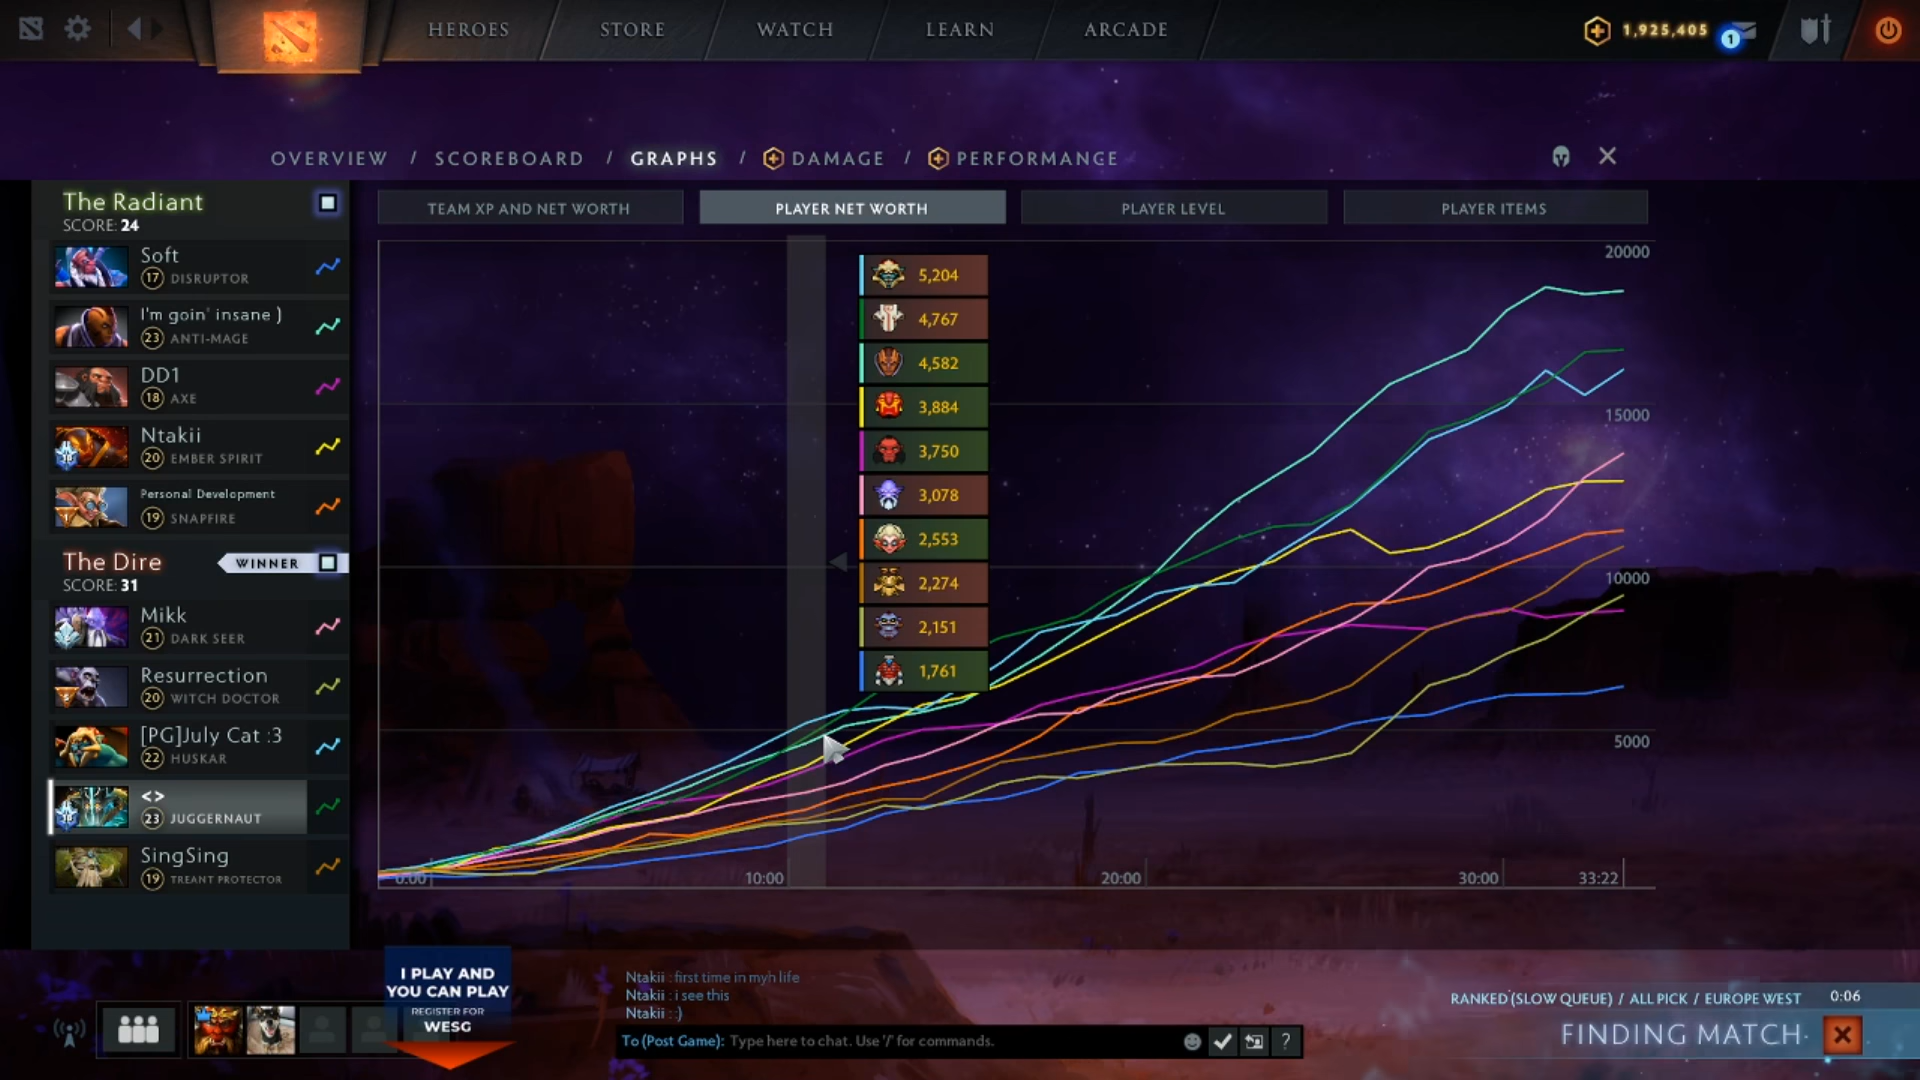 HEROES
STORE
WATCH
LEARN
ARCADE
1,925,405
1
OVERVIEW / SCOREBOARD / GRAPHS / DAMAGE / PERFORMANCE
TEAM XP AND NET WORTH
PLAYER NET WORTH
PLAYER LEVEL
PLAYER ITEMS
The Radiant
SCORE: 24
Soft
17 DISRUPTOR
I'm goin' insane )
23 ANTI-MAGE
DD1
18 AXE
Ntakii
20 EMBER SPIRIT
Personal Development
19 SNAPFIRE
The Dire
WINNER
SCORE: 31
Mikk
21 DARK SEER
Resurrection
20 WITCH DOCTOR
[PG]July Cat :3
22 HUSKAR
<>
23 JUGGERNAUT
SingSing
19 TREANT PROTECTOR
5,204
4,767
4,582
3,884
3,750
3,078
2,553
2,274
2,151
1,761
20000
15000
10000
5000
0:00
10:00
20:00
30:00
33:22
I PLAY AND
YOU CAN PLAY
REGISTER FOR
WESG
Ntakii : first time in myh life
Ntakii : i see this
Ntakii : :)
To (Post Game): Type here to chat. Use '/' for commands.
?
RANKED (SLOW QUEUE) / ALL PICK / EUROPE WEST 0:06
FINDING MATCH